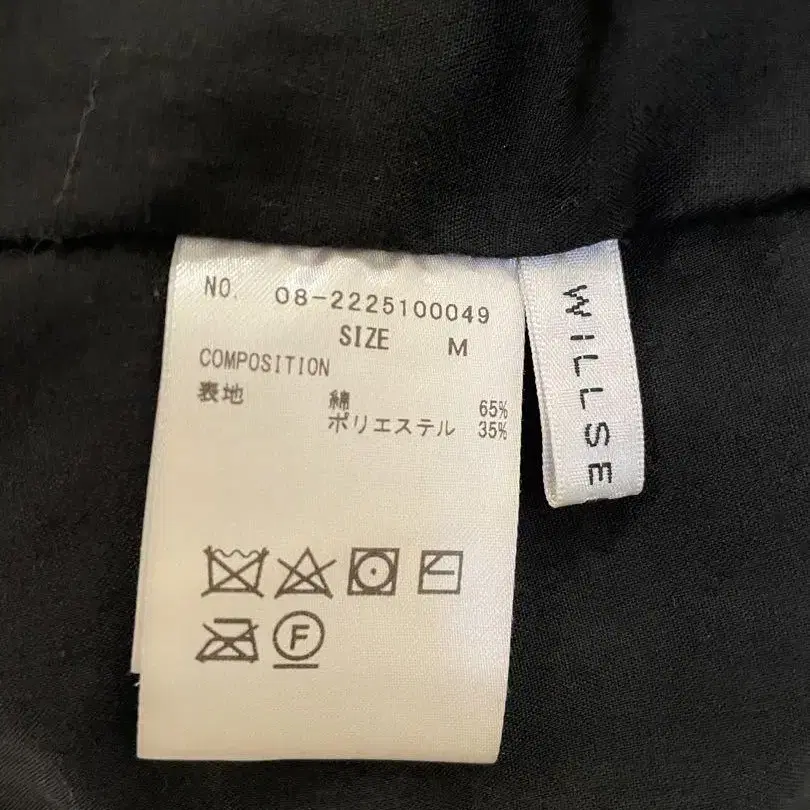 NO. 08-2225100049
SIZE M
COMPOSITION
表地 綿 65%
ポリエステル 35%
F
WILLSE